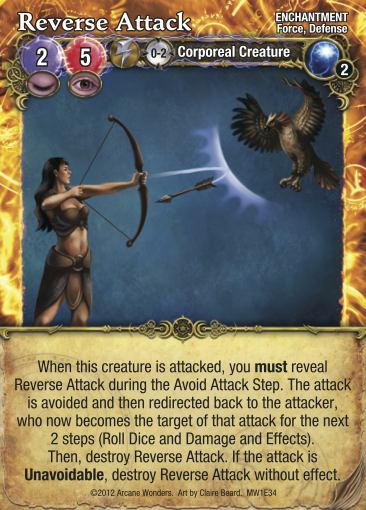 Reverse Attack
ENCHANTMENT
Force, Defense
2 5 0-2 Corporeal Creature
2
When this creature is attacked, you must reveal
Reverse Attack during the Avoid Attack Step. The attack
is avoided and then redirected back to the attacker,
who now becomes the target of that attack for the next
2 steps (Roll Dice and Damage and Effects).
Then, destroy Reverse Attack. If the attack is
Unavoidable, destroy Reverse Attack without effect.
©2012 Arcane Wonders. Art by Claire Beard. MW1E34